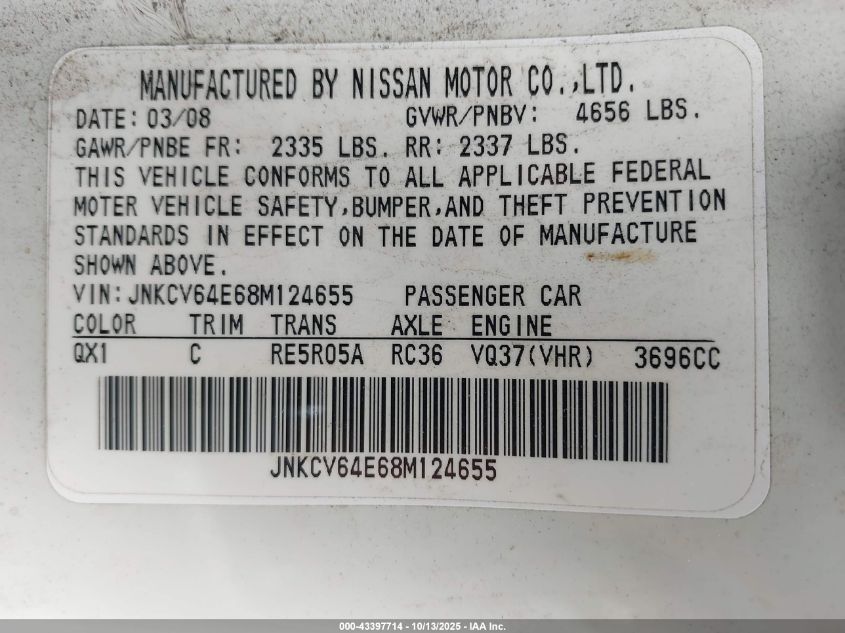 MANUFACTURED BY NISSAN MOTOR CO.,LTD.
DATE: 03/08 GVWR/PNBV: 4656 LBS.
GAWR/PNBE FR: 2335 LBS. RR: 2337 LBS.
THIS VEHICLE CONFORMS TO ALL APPLICABLE FEDERAL
MOTER VEHICLE SAFETY,BUMPER,AND THEFT PREVENTION
STANDARDS IN EFFECT ON THE DATE OF MANUFACTURE
SHOWN ABOVE.
VIN:JNKCV64E68M124655 PASSENGER CAR
COLOR TRIM TRANS AXLE ENGINE
QX1 C RE5R05A RC36 VQ37(VHR) 3696CC
JNKCV64E68M124655
000-43397714 - 10/13/2025 - IAA Inc.